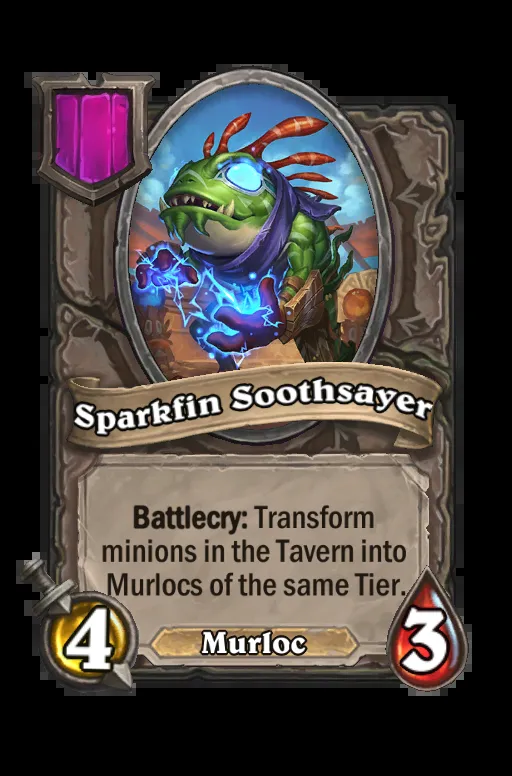 Sparkfin Soothsayer
Battlecry: Transform
minions in the Tavern into
Murlocs of the same Tier.
4
Murloc
3